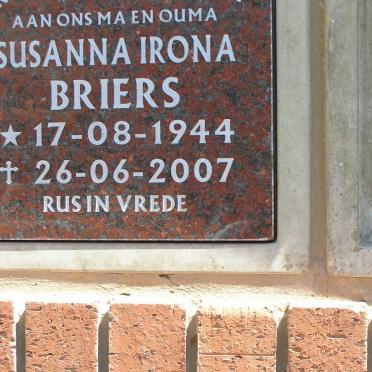 AAN ONS MA EN OUMA
SUSANNA IRONA
BRIERS
★ 17-08-1944
✝ 26-06-2007
RUS IN VREDE